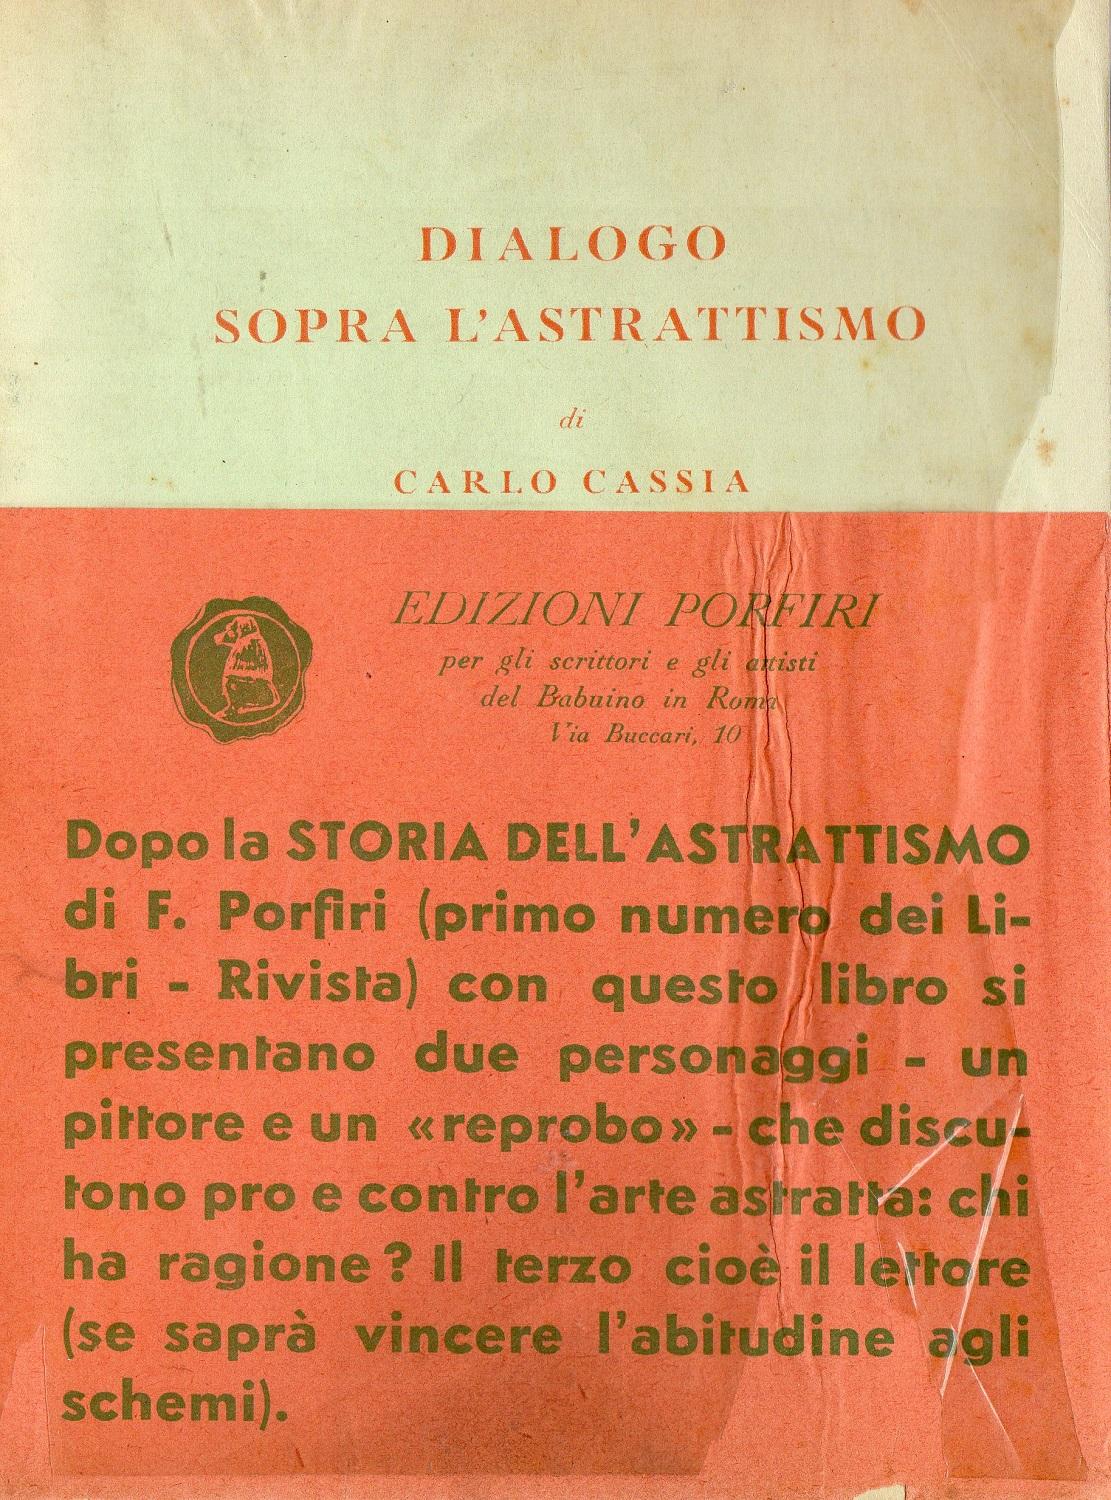 DIALOGO
SOPRA L'ASTRATTISMO
di
CARLO CASSIA
EDIZIONI PORFIRI
per gli scrittori e gli artisti
del Babuino in Roma
Via Buccari, 10
Dopo la STORIA DELL'ASTRATTISMO
di F. Porfiri (primo numero dei Li-
bri - Rivista) con questo libro si
presentano due personaggi - un
pittore e un «reprobo» - che discu-
tono pro e contro l'arte astratta: chi
ha ragione? Il terzo cioè il lettore
(se saprà vincere l'abitudine agli
schemi).